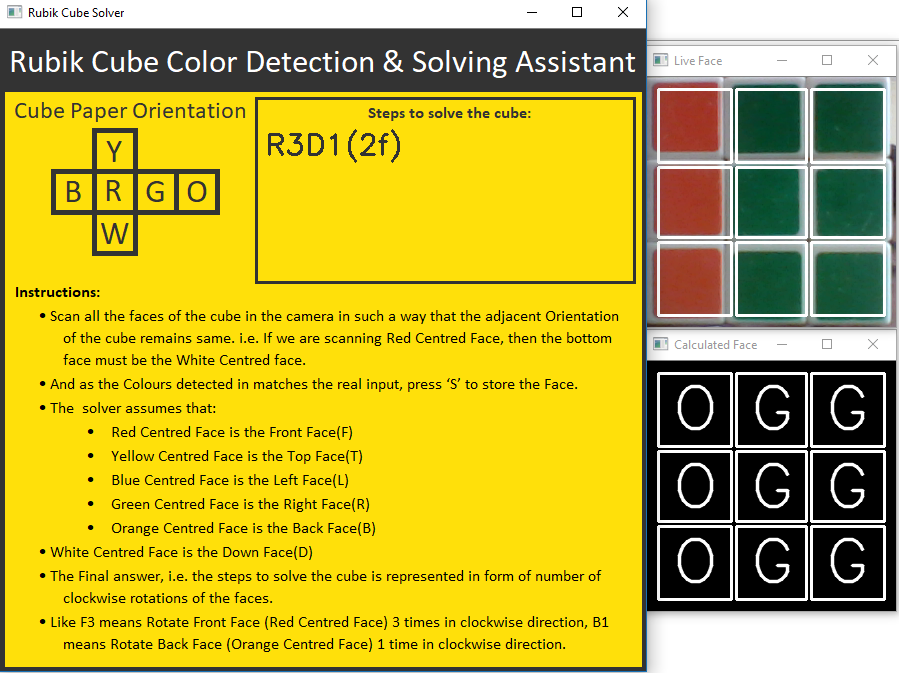 Rubik Cube Solver
Rubik Cube Color Detection & Solving Assistant
Cube Paper Orientation
Y
B R G O
W
Steps to solve the cube:
R3D1(2f)
Instructions:
• Scan all the faces of the cube in the camera in such a way that the adjacent Orientation
of the cube remains same. i.e. If we are scanning Red Centred Face, then the bottom
face must be the White Centred face.
• And as the Colours detected in matches the real input, press ‘S’ to store the Face.
• The solver assumes that:
• Red Centred Face is the Front Face(F)
• Yellow Centred Face is the Top Face(T)
• Blue Centred Face is the Left Face(L)
• Green Centred Face is the Right Face(R)
• Orange Centred Face is the Back Face(B)
• White Centred Face is the Down Face(D)
• The Final answer, i.e. the steps to solve the cube is represented in form of number of
clockwise rotations of the faces.
• Like F3 means Rotate Front Face (Red Centred Face) 3 times in clockwise direction, B1
means Rotate Back Face (Orange Centred Face) 1 time in clockwise direction.
Live Face
Calculated Face
O G G
O G G
O G G